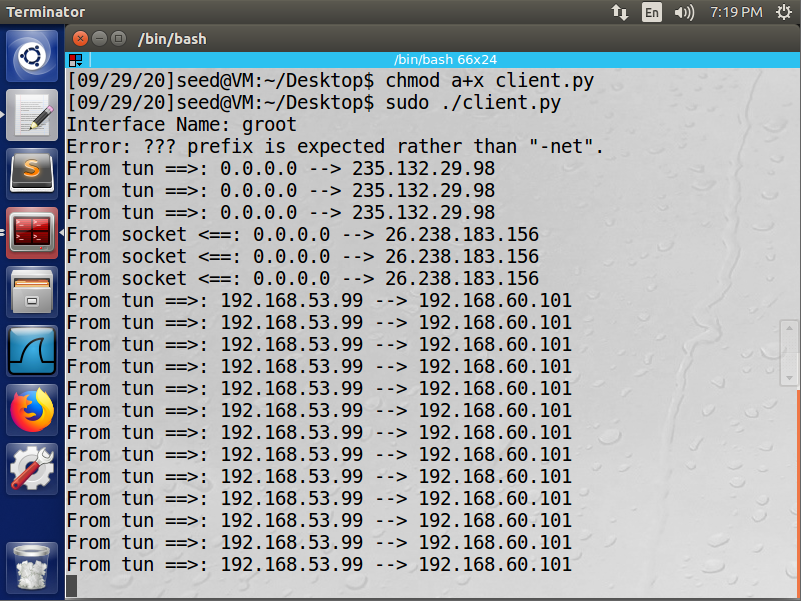 Terminator
En
7:19 PM
/bin/bash
/bin/bash 66x24
[09/29/20]seed@VM:~/Desktop$ chmod a+x client.py
[09/29/20]seed@VM:~/Desktop$ sudo ./client.py
Interface Name: groot
Error: ??? prefix is expected rather than "-net".
From tun ==>: 0.0.0.0 --> 235.132.29.98
From tun ==>: 0.0.0.0 --> 235.132.29.98
From tun ==>: 0.0.0.0 --> 235.132.29.98
From socket <==: 0.0.0.0 --> 26.238.183.156
From socket <==: 0.0.0.0 --> 26.238.183.156
From socket <==: 0.0.0.0 --> 26.238.183.156
From tun ==>: 192.168.53.99 --> 192.168.60.101
From tun ==>: 192.168.53.99 --> 192.168.60.101
From tun ==>: 192.168.53.99 --> 192.168.60.101
From tun ==>: 192.168.53.99 --> 192.168.60.101
From tun ==>: 192.168.53.99 --> 192.168.60.101
From tun ==>: 192.168.53.99 --> 192.168.60.101
From tun ==>: 192.168.53.99 --> 192.168.60.101
From tun ==>: 192.168.53.99 --> 192.168.60.101
From tun ==>: 192.168.53.99 --> 192.168.60.101
From tun ==>: 192.168.53.99 --> 192.168.60.101
From tun ==>: 192.168.53.99 --> 192.168.60.101
From tun ==>: 192.168.53.99 --> 192.168.60.101
From tun ==>: 192.168.53.99 --> 192.168.60.101